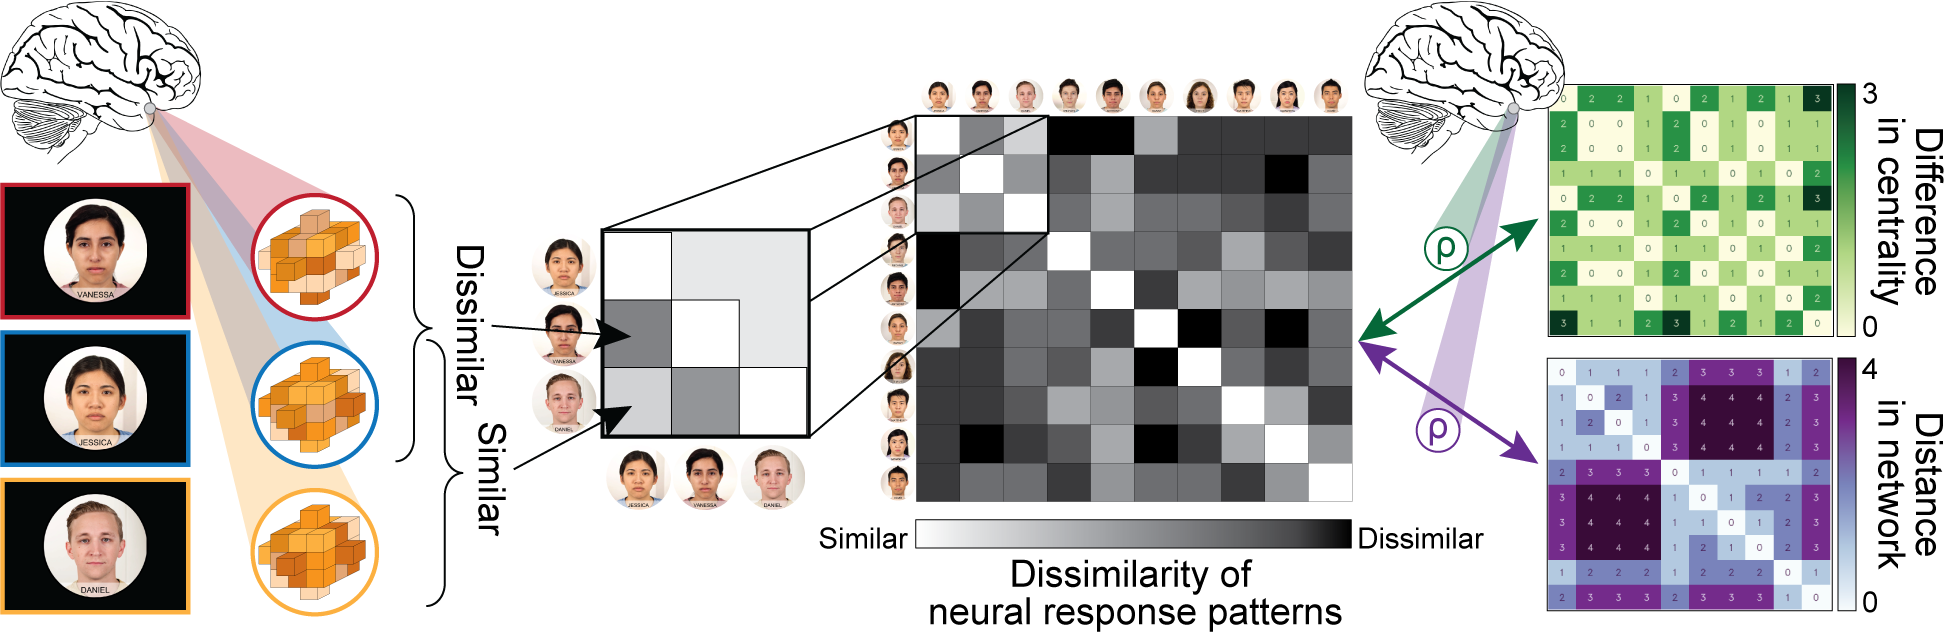 VANESSA
JESSICA
DANIEL
Dissimilar
Similar
JESSICA
VANESSA
DANIEL
JESSICA
VANESSA
DANIEL
Similar
Dissimilar
Dissimilarity of
neural response patterns
ρ
ρ
0 2 2 1 0 2 1 2 1 3
2 0 0 1 2 0 1 0 1 1
2 0 0 1 2 0 1 0 1 1
1 1 1 0 1 1 0 1 0 2
0 2 2 1 0 2 1 2 1 3
2 0 0 1 2 0 1 0 1 1
1 1 1 0 1 1 0 1 0 2
2 0 0 1 2 0 1 0 1 1
1 1 1 0 1 1 0 1 0 2
3 1 1 2 3 1 2 1 2 0
3
0
Difference
in centrality
0 1 1 1 2 3 3 3 1 2
1 0 2 1 3 4 4 4 2 3
1 2 0 1 3 4 4 4 2 3
1 1 1 0 3 4 4 4 2 3
2 3 3 3 0 1 1 1 1 2
3 4 4 4 1 0 1 2 2 3
3 4 4 4 1 1 0 1 2 3
3 4 4 4 1 2 1 0 2 3
1 2 2 2 1 2 2 2 0 1
2 3 3 3 2 3 3 3 1 0
4
0
Distance
in network